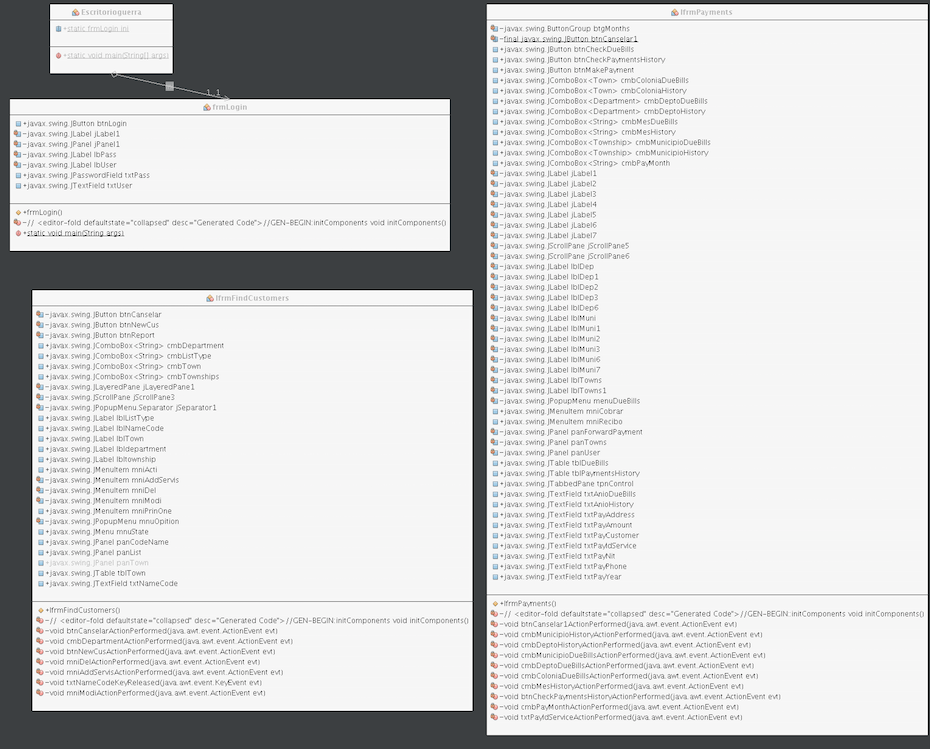 Escritorioguerra
+static frmLogin ini
+static void main(String[] args)
1..1
frmLogin
+javax.swing.JButton btnLogin
-javax.swing.JLabel jLabel1
-javax.swing.JPanel jPanel1
-javax.swing.JLabel lbPass
-javax.swing.JLabel lbUser
+javax.swing.JPasswordField txtPass
+javax.swing.JTextField txtUser
+frmLogin()
-// <editor-fold defaultstate="collapsed" desc="Generated Code">//GEN-BEGIN:initComponents void initComponents()
+static void main(String args)
IfrmFindCustomers
-javax.swing.JButton btnCanselar
-javax.swing.JButton btnNewCus
-javax.swing.JButton btnReport
+javax.swing.JComboBox<String> cmbDepartment
+javax.swing.JComboBox<String> cmbListType
+javax.swing.JComboBox<String> cmbTown
+javax.swing.JComboBox<String> cmbTownships
-javax.swing.JLayeredPane jLayeredPane1
-javax.swing.JScrollPane jScrollPane3
-javax.swing.JPopupMenu.Separator jSeparator1
+javax.swing.JLabel lblListType
+javax.swing.JLabel lblNameCode
+javax.swing.JLabel lblTown
+javax.swing.JLabel lbldepartment
+javax.swing.JLabel lbltownship
+javax.swing.JMenuItem mniActi
-javax.swing.JMenuItem mniAddServis
-javax.swing.JMenuItem mniDel
-javax.swing.JMenuItem mniModi
+javax.swing.JMenuItem mniPrinOne
-javax.swing.JPopupMenu mnuOpition
+javax.swing.JMenu mnuState
+javax.swing.JPanel panCodeName
+javax.swing.JPanel panList
+javax.swing.JPanel panTown
+javax.swing.JTable tblTown
+javax.swing.JTextField txtNameCode
+IfrmFindCustomers()
-// <editor-fold defaultstate="collapsed" desc="Generated Code">//GEN-BEGIN:initComponents void initComponents()
-void btnCanselarActionPerformed(java.awt.event.ActionEvent evt)
-void cmbDepartmentActionPerformed(java.awt.event.ActionEvent evt)
-void btnNewCusActionPerformed(java.awt.event.ActionEvent evt)
-void mniDelActionPerformed(java.awt.event.ActionEvent evt)
-void mniAddServisActionPerformed(java.awt.event.ActionEvent evt)
-void txtNameCodeKeyReleased(java.awt.event.KeyEvent evt)
-void mniModiActionPerformed(java.awt.event.ActionEvent evt)
IfrmPayments
-javax.swing.ButtonGroup btgMonths
-final javax.swing.JButton btnCanselar1
+javax.swing.JButton btnCheckDueBills
+javax.swing.JButton btnCheckPaymentsHistory
+javax.swing.JButton btnMakePayment
+javax.swing.JComboBox<Town> cmbColoniaDueBills
+javax.swing.JComboBox<Town> cmbColoniaHistory
+javax.swing.JComboBox<Department> cmbDeptoDueBills
+javax.swing.JComboBox<Department> cmbDeptoHistory
+javax.swing.JComboBox<String> cmbMesDueBills
+javax.swing.JComboBox<String> cmbMesHistory
+javax.swing.JComboBox<Township> cmbMunicipioDueBills
+javax.swing.JComboBox<Township> cmbMunicipioHistory
+javax.swing.JComboBox<String> cmbPayMonth
-javax.swing.JLabel jLabel1
-javax.swing.JLabel jLabel2
-javax.swing.JLabel jLabel3
-javax.swing.JLabel jLabel4
-javax.swing.JLabel jLabel5
-javax.swing.JLabel jLabel6
-javax.swing.JLabel jLabel7
-javax.swing.JScrollPane jScrollPane5
-javax.swing.JScrollPane jScrollPane6
-javax.swing.JLabel lblDep
-javax.swing.JLabel lblDep1
-javax.swing.JLabel lblDep2
-javax.swing.JLabel lblDep3
-javax.swing.JLabel lblDep6
-javax.swing.JLabel lblMuni
-javax.swing.JLabel lblMuni1
-javax.swing.JLabel lblMuni2
-javax.swing.JLabel lblMuni3
-javax.swing.JLabel lblMuni6
-javax.swing.JLabel lblMuni7
-javax.swing.JLabel lblTowns
-javax.swing.JLabel lblTowns1
-javax.swing.JPopupMenu menuDueBills
+javax.swing.JMenuItem mniCobrar
+javax.swing.JMenuItem mniRecibo
-javax.swing.JPanel panForwardPayment
-javax.swing.JPanel panTowns
-javax.swing.JPanel panUser
+javax.swing.JTable tblDueBills
+javax.swing.JTable tblPaymentsHistory
-javax.swing.JTabbedPane tpnControl
+javax.swing.JTextField txtAnioDueBills
+javax.swing.JTextField txtAnioHistory
+javax.swing.JTextField txtPayAddress
+javax.swing.JTextField txtPayAmount
+javax.swing.JTextField txtPayCustomer
+javax.swing.JTextField txtPayIdService
+javax.swing.JTextField txtPayNit
+javax.swing.JTextField txtPayPhone
+javax.swing.JTextField txtPayYear
+IfrmPayments()
-// <editor-fold defaultstate="collapsed" desc="Generated Code">//GEN-BEGIN:initComponents void initComponents()
-void btnCanselar1ActionPerformed(java.awt.event.ActionEvent evt)
-void cmbMunicipioHistoryActionPerformed(java.awt.event.ActionEvent evt)
-void cmbDeptoHistoryActionPerformed(java.awt.event.ActionEvent evt)
-void cmbMunicipioDueBillsActionPerformed(java.awt.event.ActionEvent evt)
-void cmbDeptoDueBillsActionPerformed(java.awt.event.ActionEvent evt)
-void cmbColoniaDueBillsActionPerformed(java.awt.event.ActionEvent evt)
-void cmbMesHistoryActionPerformed(java.awt.event.ActionEvent evt)
-void btnCheckPaymentsHistoryActionPerformed(java.awt.event.ActionEvent evt)
-void cmbPayMonthActionPerformed(java.awt.event.ActionEvent evt)
-void txtPayIdServiceActionPerformed(java.awt.event.ActionEvent evt)